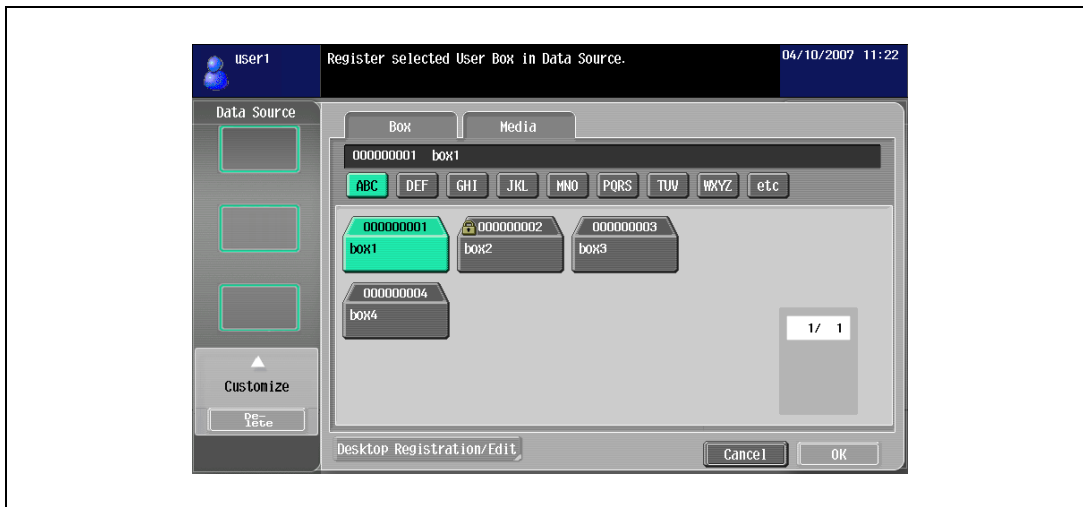 user1
Register selected User Box in Data Source.
04/10/2007 11:22
Data Source
Box
Media
000000001 box1
ABC DEF GHI JKL MNO PQRS TUV WXYZ etc
000000001
box1
000000002
box2
000000003
box3
000000004
box4
1/ 1
Customize
De-
lete
Desktop Registration/Edit
Cancel
OK